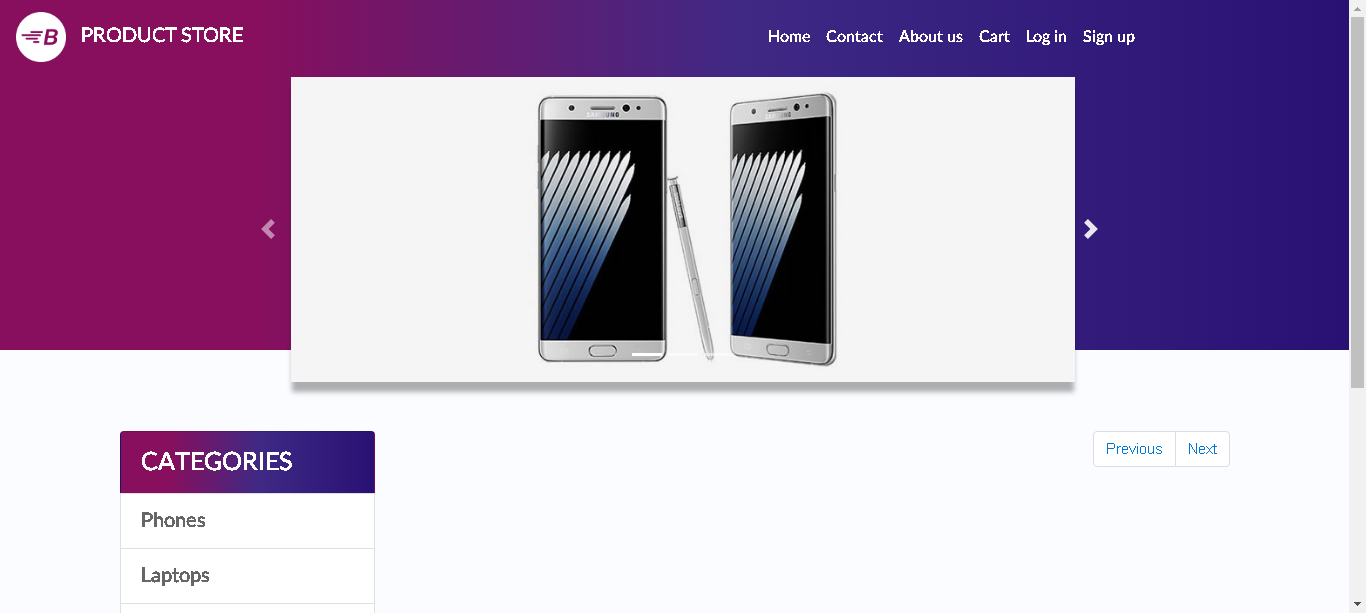 B PRODUCT STORE
Home Contact About us Cart Log in Sign up
SAMSUNG SAMSUNG
CATEGORIES
Previous Next
Phones
Laptops